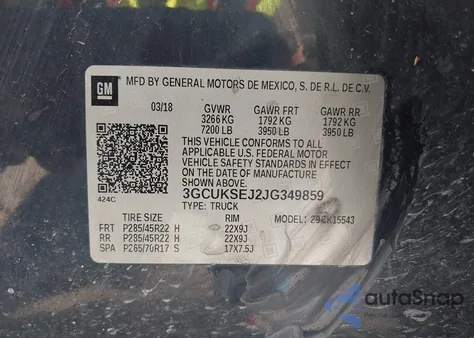 GM
MFD BY GENERAL MOTORS DE MEXICO, S. DE R.L. DE C.V.
03/18 GVWR GAWR FRT GAWR RR
3266 KG 1792 KG 1792 KG
7200 LB 3950 LB 3950 LB
THIS VEHICLE CONFORMS TO ALL
APPLICABLE U.S. FEDERAL MOTOR
VEHICLE SAFETY STANDARDS IN EFFECT
ON THE DATE OF MANUFACTURE
SHOWN ABOVE.
424C 3GCUKSEJ2JG349859
TYPE: TRUCK
TIRE SIZE RIM MODEL: 29CK15543
FRT P285/45R22 H 22X9J
RR P285/45R22 H 22X9J
SPA P265/70R17 S 17X7.5J
autoSnap